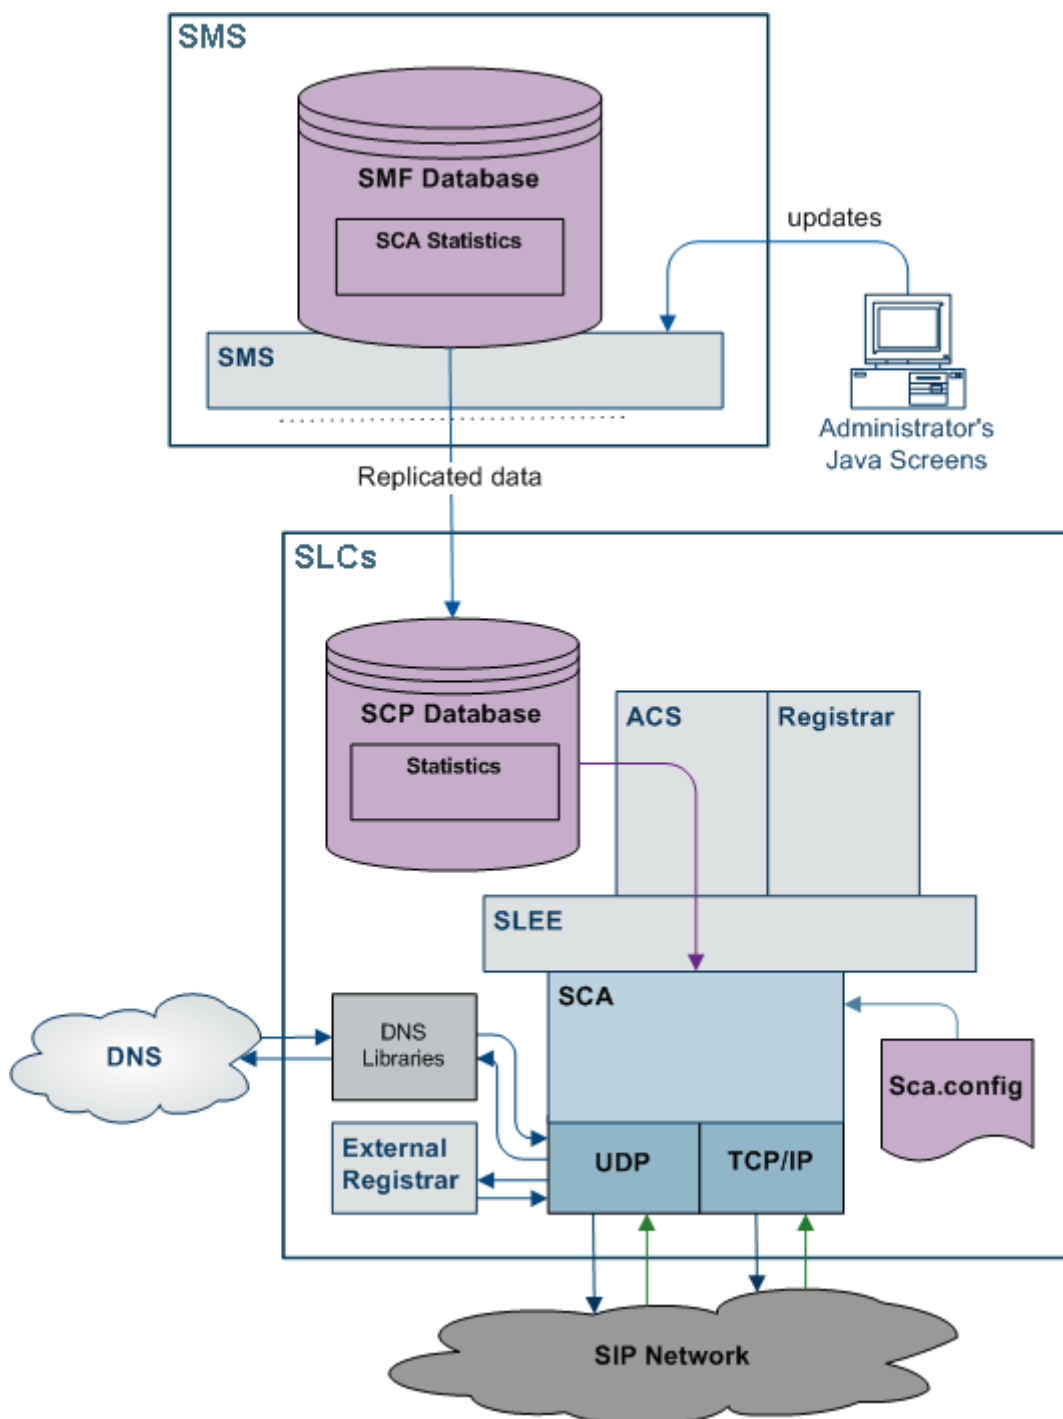 SMS
SMF Database
SCA Statistics
updates
SMS
Administrator's
Java Screens
Replicated data
SLCs
SCP Database
Statistics
ACS
Registrar
SLEE
SCA
DNS
DNS
Libraries
Sca.config
External
Registrar
UDP
TCP/IP
SIP Network